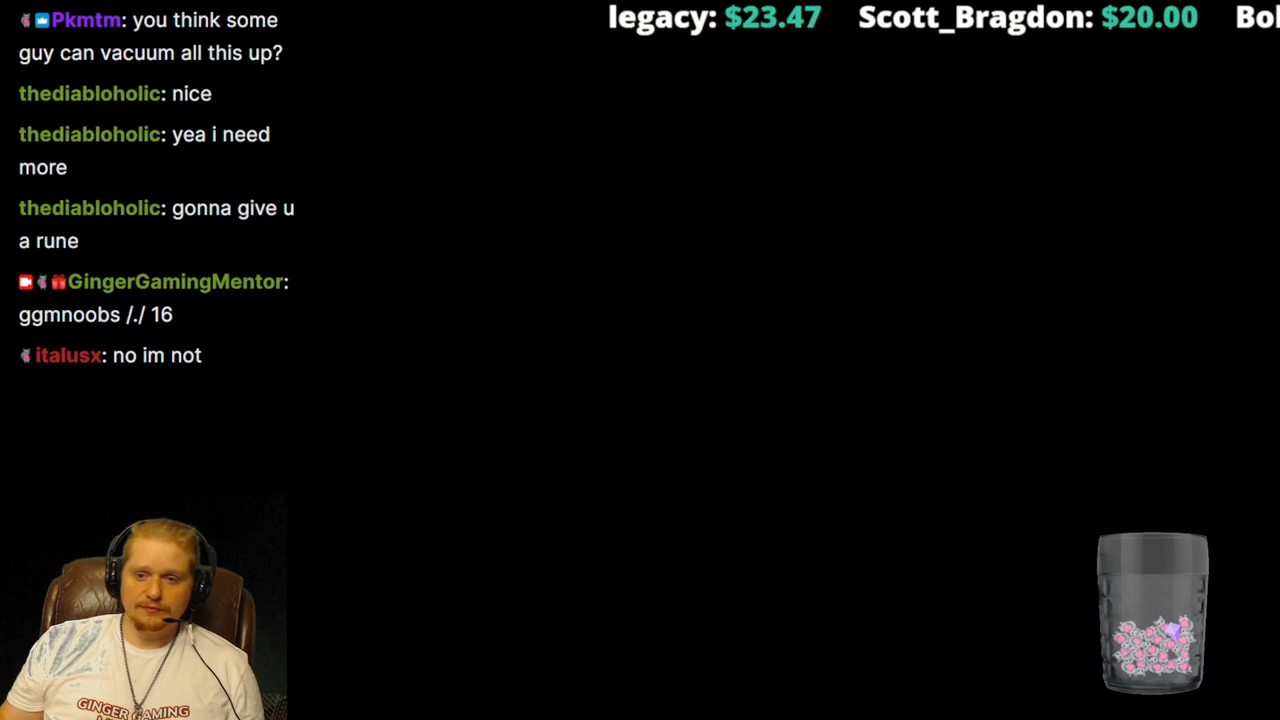 legacy: $23.47 Scott_Bragdon: $20.00
Pkmtm: you think some
guy can vacuum all this up?
thediabloholic: nice
thediabloholic: yea i need
more
thediabloholic: gonna give u
a rune
GingerGamingMentor:
ggmnoobs /./ 16
italusx: no im not
GINGER GAMING